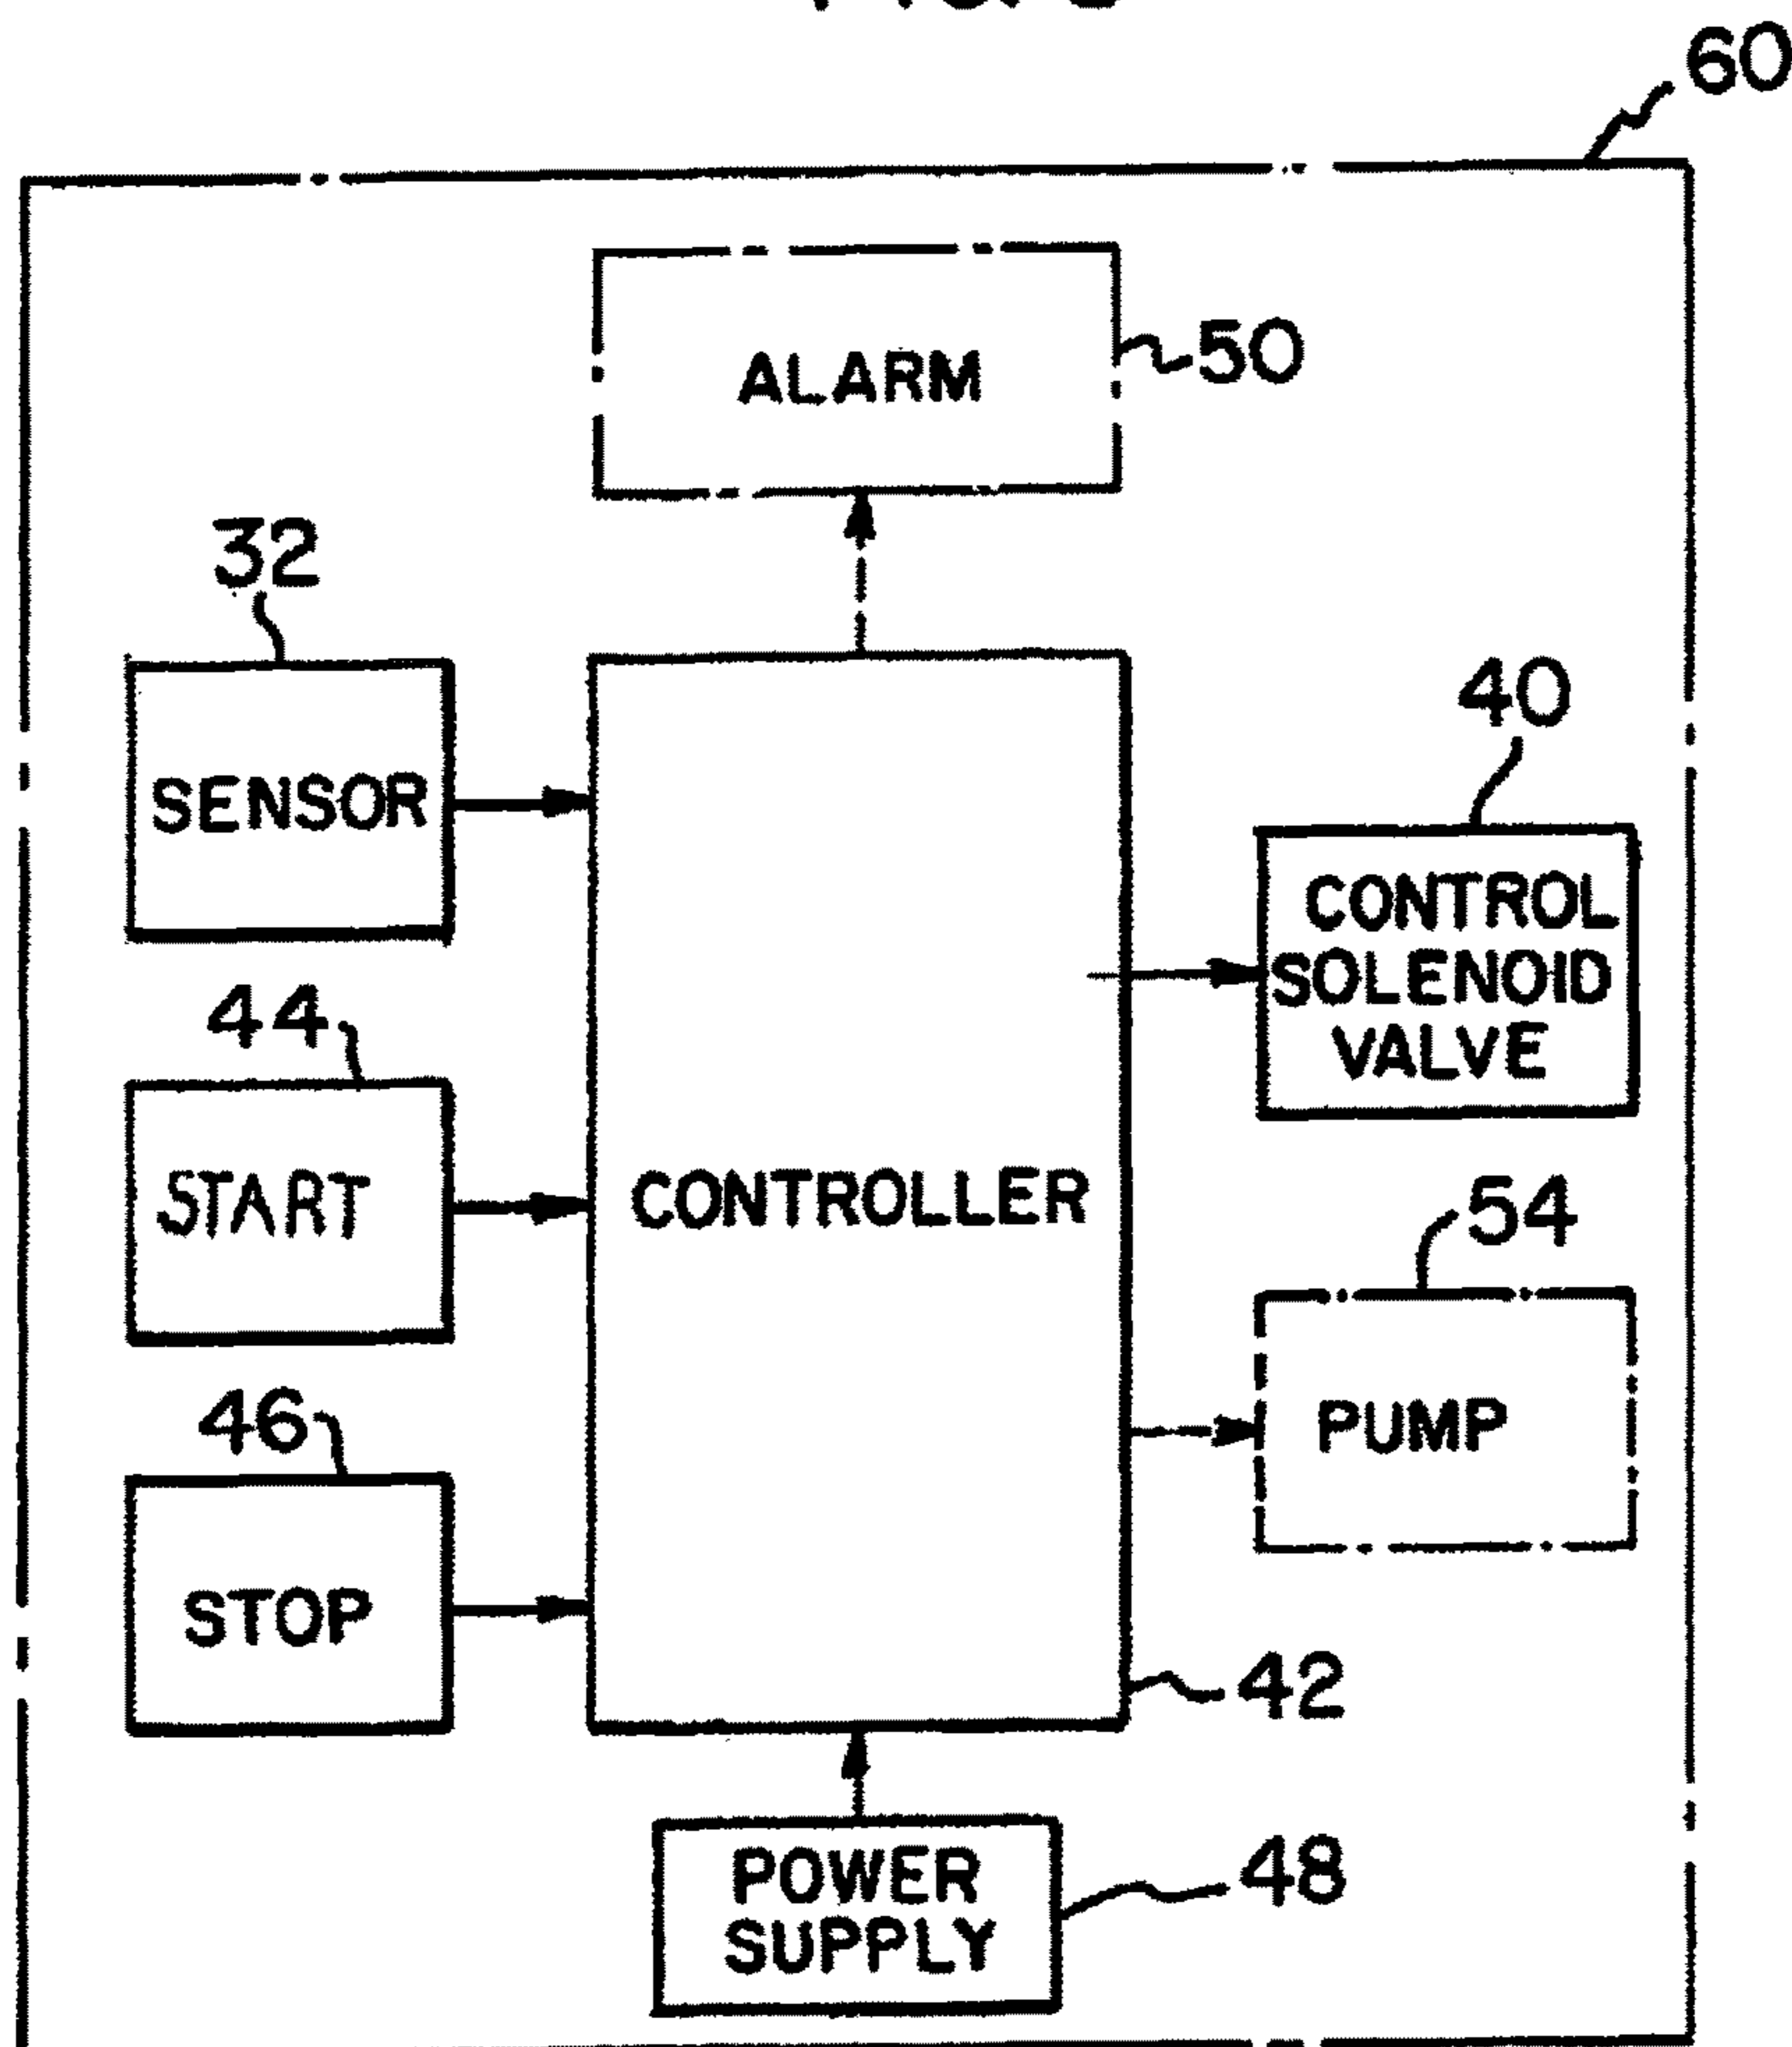 60
ALARM
50
32
SENSOR
40
CONTROL
SOLENOID
VALVE
44
START
CONTROLLER
54
PUMP
46
STOP
42
POWER
SUPPLY
48